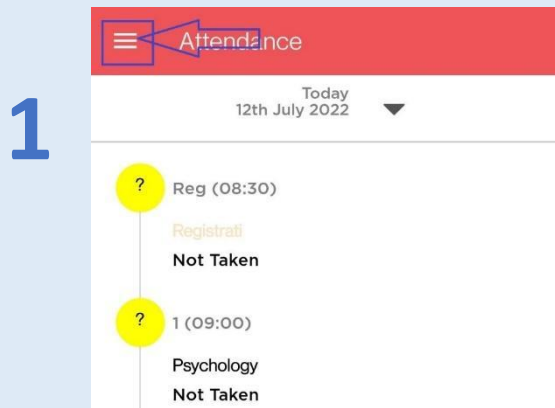 1
Attendance
Today
12th July 2022
?
Reg (08:30)
Registrati
Not Taken
?
1 (09:00)
Psychology
Not Taken